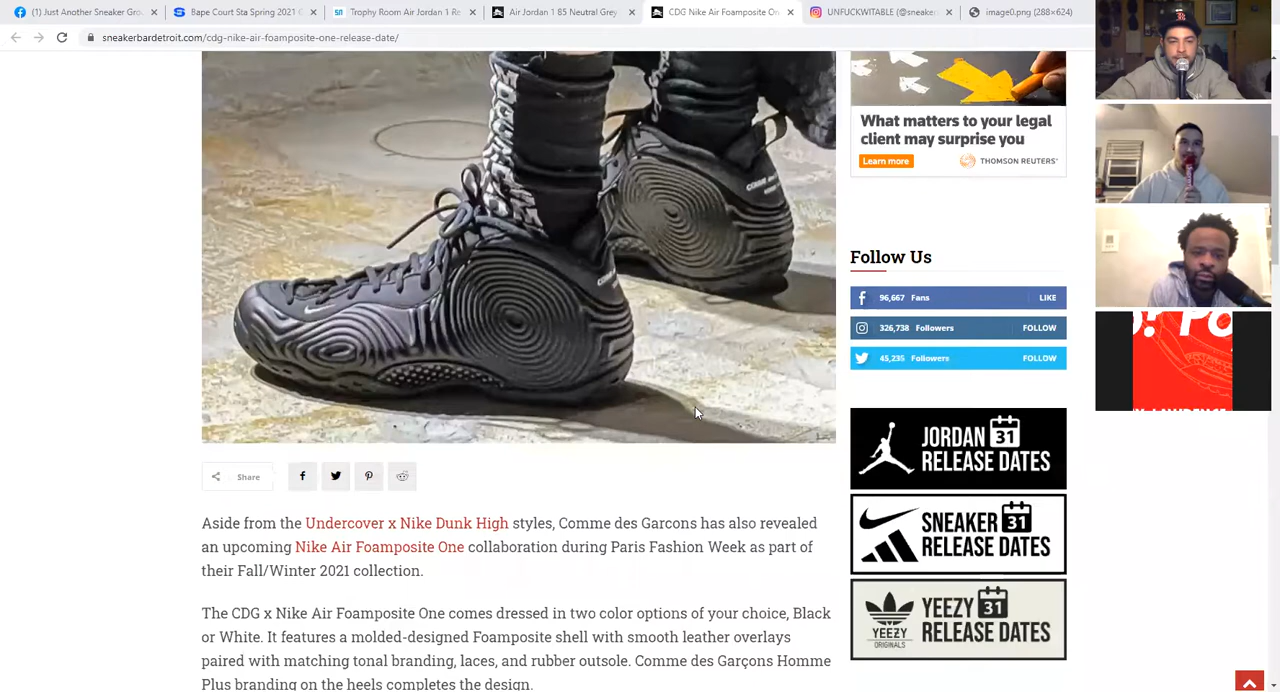 (1) Just Another Sneaker Gro
Bape Court Sta Spring 2021 C
Trophy Room Air Jordan 1 Re
Air Jordan 1 85 Neutral Grey
CDG Nike Air Foamposite On
UNFUCKWITABLE (@sneake
image0.png (288×624)
sneakerbardetroit.com/cdg-nike-air-foamposite-one-release-date/
What matters to your legal
client may surprise you
Learn more
THOMSON REUTERS
Follow Us
96,667 Fans LIKE
326,738 Followers FOLLOW
45,235 Followers FOLLOW
Share
JORDAN 31
RELEASE DATES
SNEAKER 31
RELEASE DATES
YEEZY 31
RELEASE DATES
YEEZY
ORIGINALS
Aside from the Undercover x Nike Dunk High styles, Comme des Garcons has also revealed
an upcoming Nike Air Foamposite One collaboration during Paris Fashion Week as part of
their Fall/Winter 2021 collection.
The CDG x Nike Air Foamposite One comes dressed in two color options of your choice, Black
or White. It features a molded-designed Foamposite shell with smooth leather overlays
paired with matching tonal branding, laces, and rubber outsole. Comme des Garçons Homme
Plus branding on the heels completes the design.